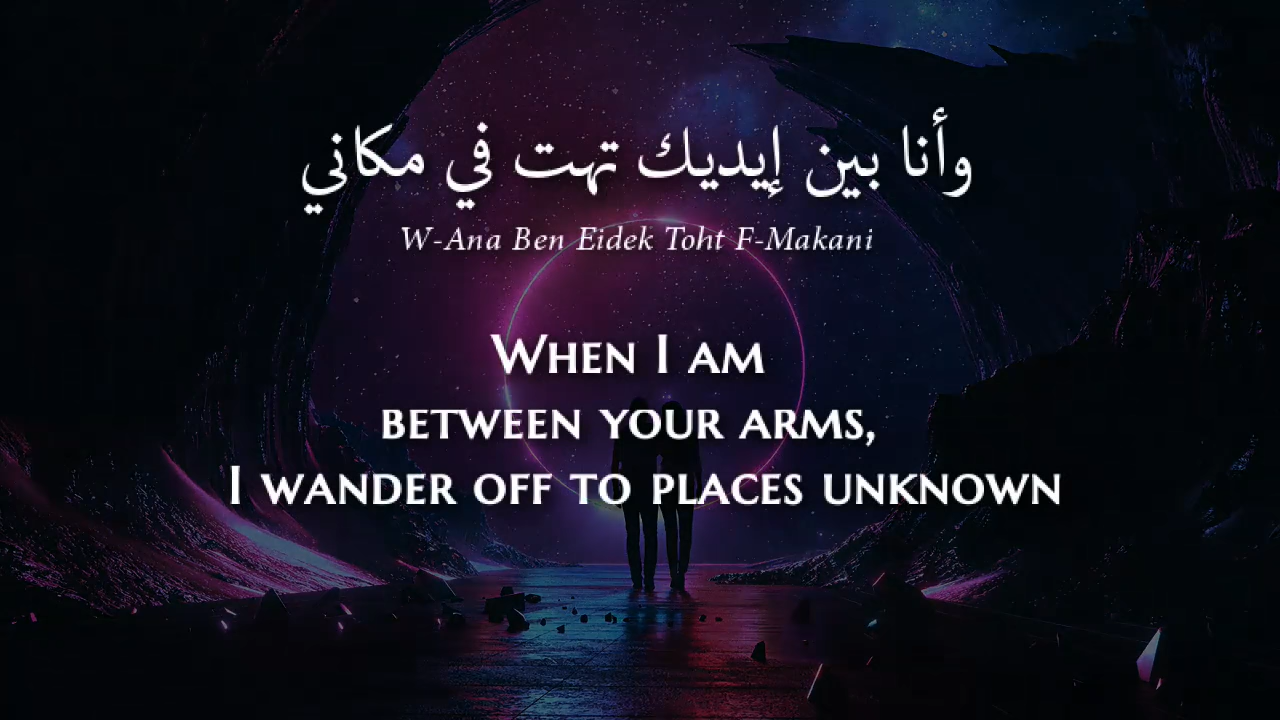 وأنا بين إيديك تهت في مكاني
W-Ana Ben Eidek Toht F-Makani
When I am
between your arms,
I wander off to places unknown